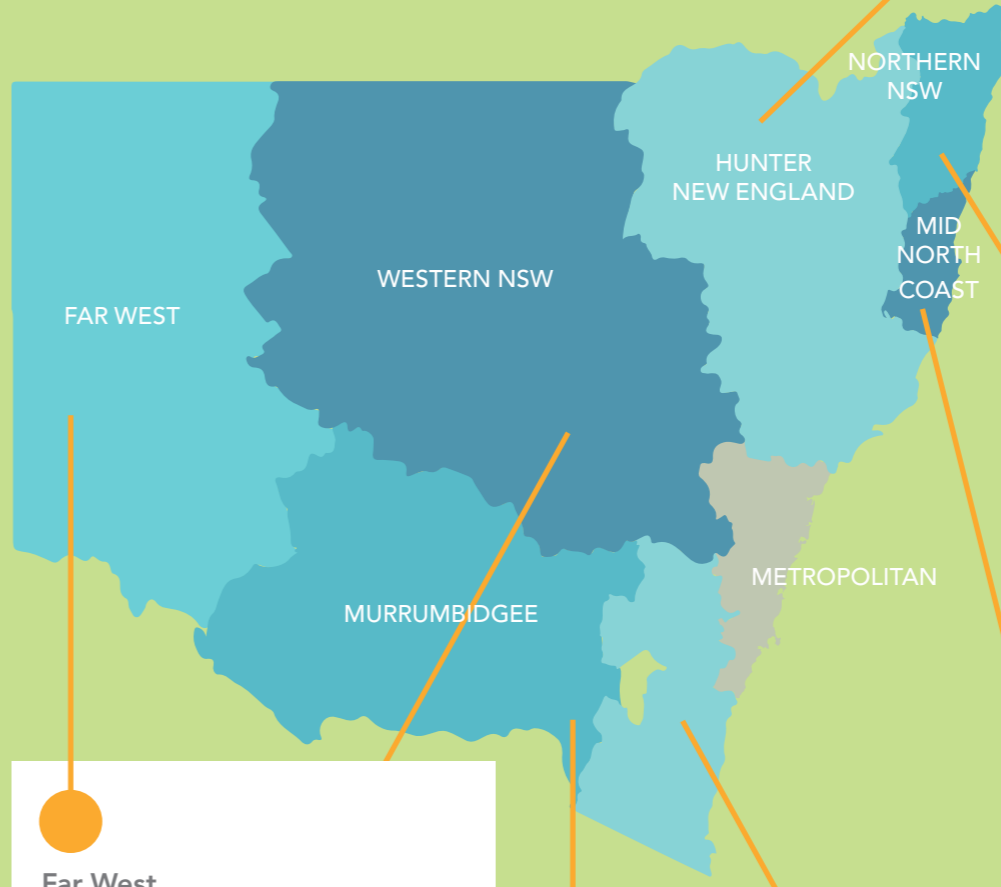 NORTHERN
NSW
HUNTER
NEW ENGLAND
MID
NORTH
COAST
WESTERN NSW
FAR WEST
METROPOLITAN
MURRUMBIDGEE
Far West